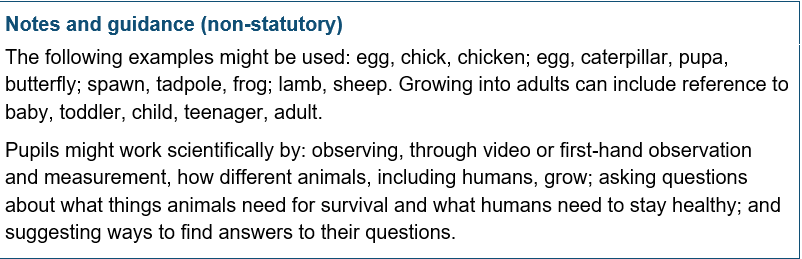 Notes and guidance (non-statutory)
The following examples might be used: egg, chick, chicken; egg, caterpillar, pupa,
butterfly; spawn, tadpole, frog; lamb, sheep. Growing into adults can include reference to
baby, toddler, child, teenager, adult.
Pupils might work scientifically by: observing, through video or first-hand observation
and measurement, how different animals, including humans, grow; asking questions
about what things animals need for survival and what humans need to stay healthy; and
suggesting ways to find answers to their questions.